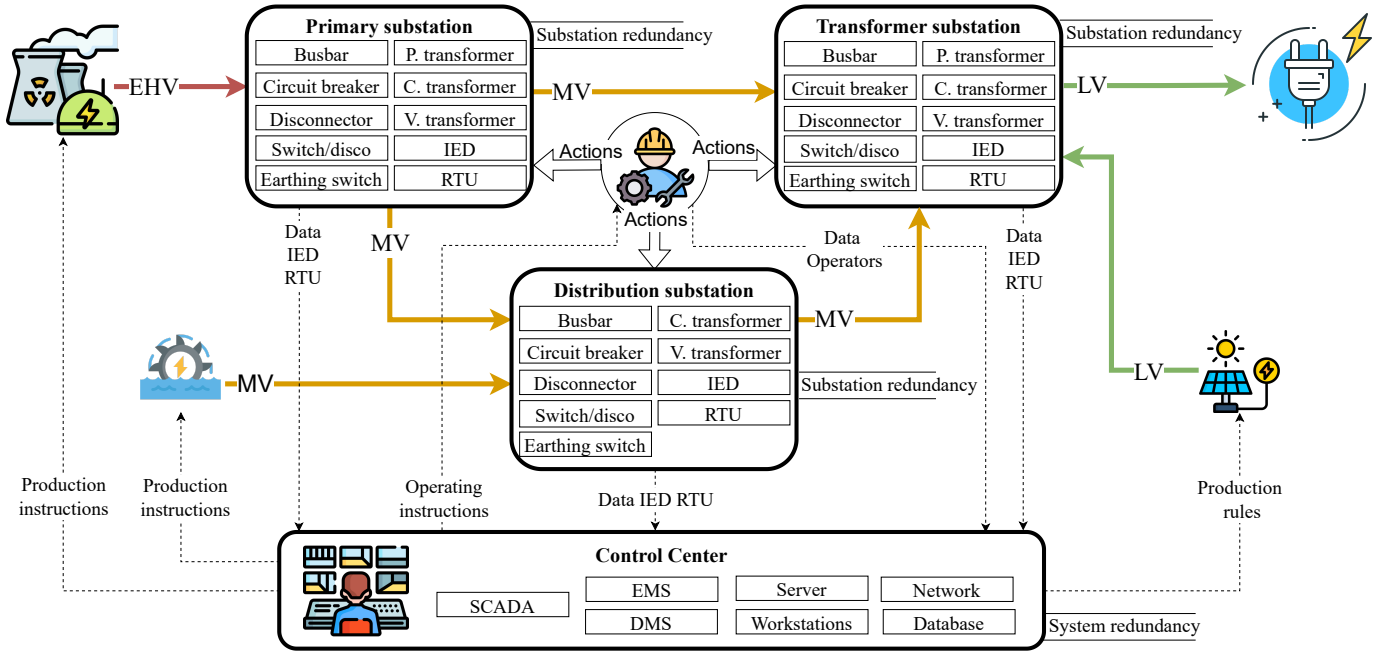 Primary substation
Busbar
P. transformer
Circuit breaker
C. transformer
Disconnector
V. transformer
Switch/disco
IED
Earthing switch
RTU
Substation redundancy
Transformer substation
Busbar
P. transformer
Circuit breaker
C. transformer
Disconnector
V. transformer
Switch/disco
IED
Earthing switch
RTU
Substation redundancy
EHV
MV
LV
Actions
Actions
Actions
Data
IED
RTU
MV
Data
Operators
Data
IED
RTU
Distribution substation
Busbar
C. transformer
Circuit breaker
V. transformer
Disconnector
IED
Switch/disco
RTU
Earthing switch
MV
Substation redundancy
MV
LV
Production
instructions
Production
instructions
Operating
instructions
Data IED RTU
Production
rules
Control Center
SCADA
EMS
Server
Network
DMS
Workstations
Database
System redundancy